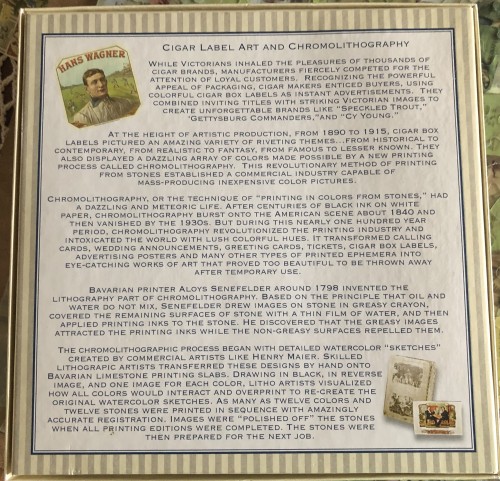 HANS WAGNER
CIGAR LABEL ART AND CHROMOLITHOGRAPHY
WHILE VICTORIANS INHALED THE PLEASURES OF THOUSANDS OF
CIGAR BRANDS, MANUFACTURERS FIERCELY COMPETED FOR THE
ATTENTION OF LOYAL CUSTOMERS. RECOGNIZING THE POWERFUL
APPEAL OF PACKAGING, CIGAR MAKERS ENTICED BUYERS, USING
COLORFUL CIGAR BOX LABELS AS INSTANT ADVERTISEMENTS. THEY
COMBINED INVITING TITLES WITH STRIKING VICTORIAN IMAGES TO
CREATE UNFORGETTABLE BRANDS LIKE "SPECKLED TROUT,"
"GETTYSBURG COMMANDERS," AND "CY YOUNG."
AT THE HEIGHT OF ARTISTIC PRODUCTION, FROM 1890 TO 1915, CIGAR BOX
LABELS PICTURED AN AMAZING VARIETY OF RIVETING THEMES...FROM HISTORICAL TO
CONTEMPORARY, FROM REALISTIC TO FANTASY, FROM FAMOUS TO LESSER KNOWN. THEY
ALSO DISPLAYED A DAZZLING ARRAY OF COLORS MADE POSSIBLE BY A NEW PRINTING
PROCESS CALLED CHROMOLITHOGRAPHY. THIS REVOLUTIONARY METHOD OF PRINTING
FROM STONES ESTABLISHED A COMMERCIAL INDUSTRY CAPABLE OF
MASS-PRODUCING INEXPENSIVE COLOR PICTURES.
CHROMOLITHOGRAPHY, OR THE TECHNIQUE OF "PRINTING IN COLORS FROM STONES," HAD
A DAZZLING AND METEORIC LIFE. AFTER CENTURIES OF BLACK INK ON WHITE
PAPER, CHROMOLITHOGRAPHY BURST ONTO THE AMERICAN SCENE ABOUT 1840 AND
THEN VANISHED BY THE 1930S. BUT DURING THIS NEARLY ONE HUNDRED YEAR
PERIOD, CHROMOLITHOGRAPHY REVOLUTIONIZED THE PRINTING INDUSTRY AND
INTOXICATED THE WORLD WITH LUSH COLORFUL HUES. IT TRANSFORMED CALLING
CARDS, WEDDING ANNOUNCEMENTS, GREETING CARDS, TICKETS, CIGAR BOX LABELS,
ADVERTISING POSTERS AND MANY OTHER TYPES OF PRINTED EPHEMERA INTO
EYE-CATCHING WORKS OF ART THAT PROVED TOO BEAUTIFUL TO BE THROWN AWAY
AFTER TEMPORARY USE.
BAVARIAN PRINTER ALOYS SENEFELDER AROUND 1798 INVENTED THE
LITHOGRAPHY PART OF CHROMOLITHOGRAPHY. BASED ON THE PRINCIPLE THAT OIL AND
WATER DO NOT MIX, SENEFELDER DREW IMAGES ON STONE IN GREASY CRAYON,
COVERED THE REMAINING SURFACES OF STONE WITH A THIN FILM OF WATER, AND THEN
APPLIED PRINTING INKS TO THE STONE. HE DISCOVERED THAT THE GREASY IMAGES
ATTRACTED THE PRINTING INKS WHILE THE NON-GREASY SURFACES REPELLED THEM.
THE CHROMOLITHOGRAPHIC PROCESS BEGAN WITH DETAILED WATERCOLOR "SKETCHES"
CREATED BY COMMERCIAL ARTISTS LIKE HENRY MAIER. SKILLED
LITHOGRAPIC ARTISTS TRANSFERRED THESE DESIGNS BY HAND ONTO
BAVARIAN LIMESTONE PRINTING SLABS. DRAWING IN BLACK, IN REVERSE
IMAGE, AND ONE IMAGE FOR EACH COLOR, LITHO ARTISTS VISUALIZED
HOW ALL COLORS WOULD INTERACT AND OVERPRINT TO RE-CREATE THE
ORIGINAL WATERCOLOR SKETCHES. AS MANY AS TWELVE COLORS AND
TWELVE STONES WERE PRINTED IN SEQUENCE WITH AMAZINGLY
ACCURATE REGISTRATION. IMAGES WERE "POLISHED OFF" THE STONES
WHEN ALL PRINTING EDITIONS WERE COMPLETED. THE STONES WERE
THEN PREPARED FOR THE NEXT JOB.